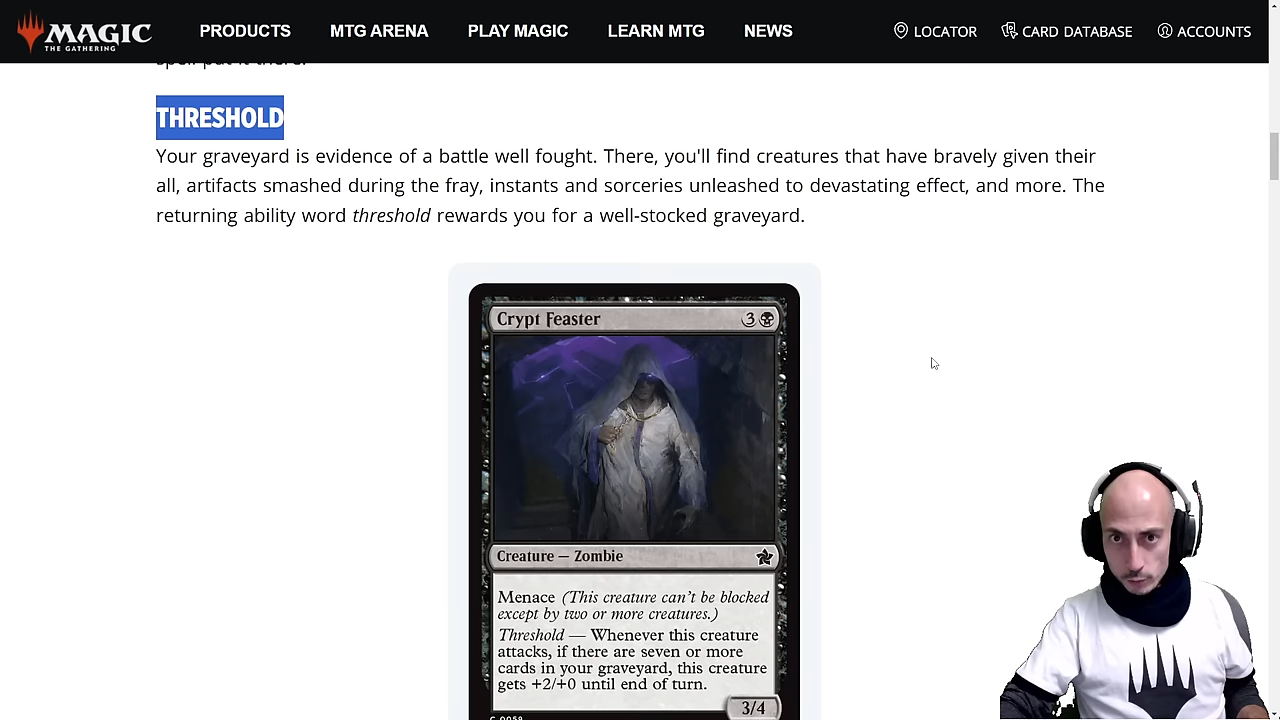 MAGIC
THE GATHERING
PRODUCTS
MTG ARENA
PLAY MAGIC
LEARN MTG
NEWS
LOCATOR
CARD DATABASE
ACCOUNTS
spell put it there.
THRESHOLD
Your graveyard is evidence of a battle well fought. There, you'll find creatures that have bravely given their
all, artifacts smashed during the fray, instants and sorceries unleashed to devastating effect, and more. The
returning ability word threshold rewards you for a well-stocked graveyard.
Crypt Feaster
3
Creature — Zombie
Menace (This creature can't be blocked
except by two or more creatures.)
Threshold — Whenever this creature
attacks, if there are seven or more
cards in your graveyard, this creature
gets +2/+0 until end of turn.
3/4
C 0059